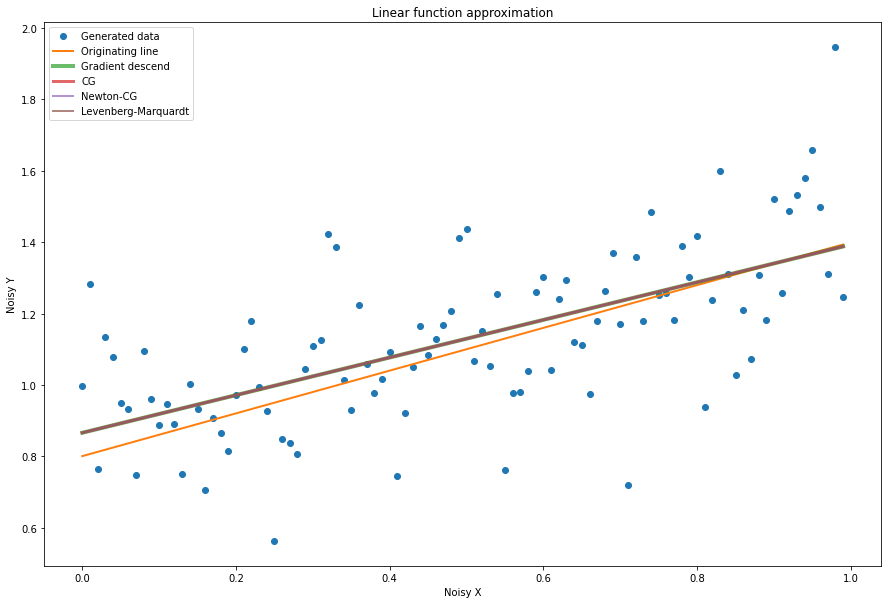 Linear function approximation
Generated data
Originating line
Gradient descend
CG
Newton-CG
Levenberg-Marquardt
2.0
1.8
1.6
1.4
1.2
1.0
0.8
0.6
Noisy Y
0.0 0.2 0.4 0.6 0.8 1.0
Noisy X